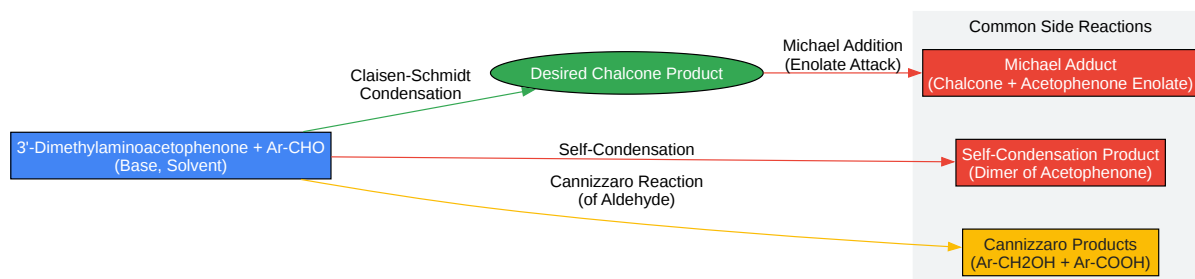 Common Side Reactions
Michael Addition
(Enolate Attack)
Claisen-Schmidt
Condensation
Desired Chalcone Product
Michael Adduct
(Chalcone + Acetophenone Enolate)
3'-Dimethylaminoacetophenone + Ar-CHO
(Base, Solvent)
Self-Condensation
Self-Condensation Product
(Dimer of Acetophenone)
Cannizzaro Reaction
(of Aldehyde)
Cannizzaro Products
(Ar-CH2OH + Ar-COOH)